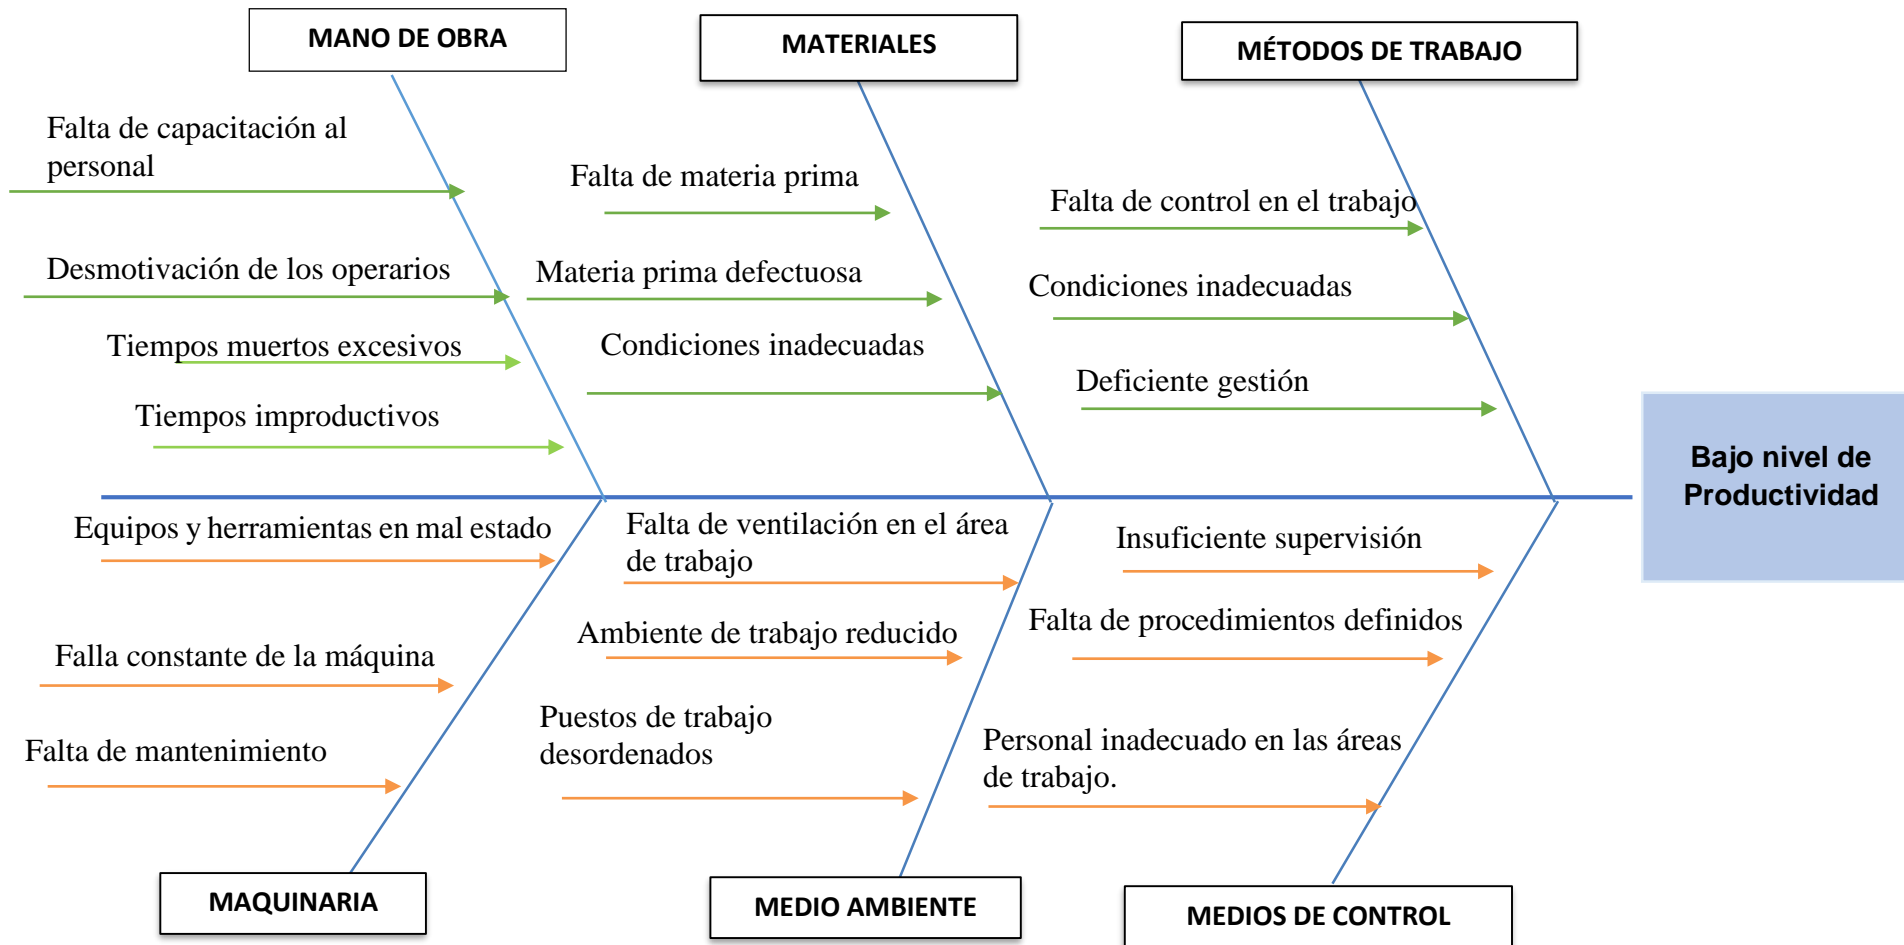 MANO DE OBRA
MATERIALES
MÉTODOS DE TRABAJO
Falta de capacitación al
personal
Desmotivación de los operarios
Tiempos muertos excesivos
Tiempos improductivos
Falta de materia prima
Materia prima defectuosa
Condiciones inadecuadas
Falta de control en el trabajo
Condiciones inadecuadas
Deficiente gestión
Bajo nivel de
Productividad
Equipos y herramientas en mal estado
Falla constante de la máquina
Falta de mantenimiento
Falta de ventilación en el área
de trabajo
Ambiente de trabajo reducido
Puestos de trabajo
desordenados
Insuficiente supervisión
Falta de procedimientos definidos
Personal inadecuado en las áreas
de trabajo.
MAQUINARIA
MEDIO AMBIENTE
MEDIOS DE CONTROL